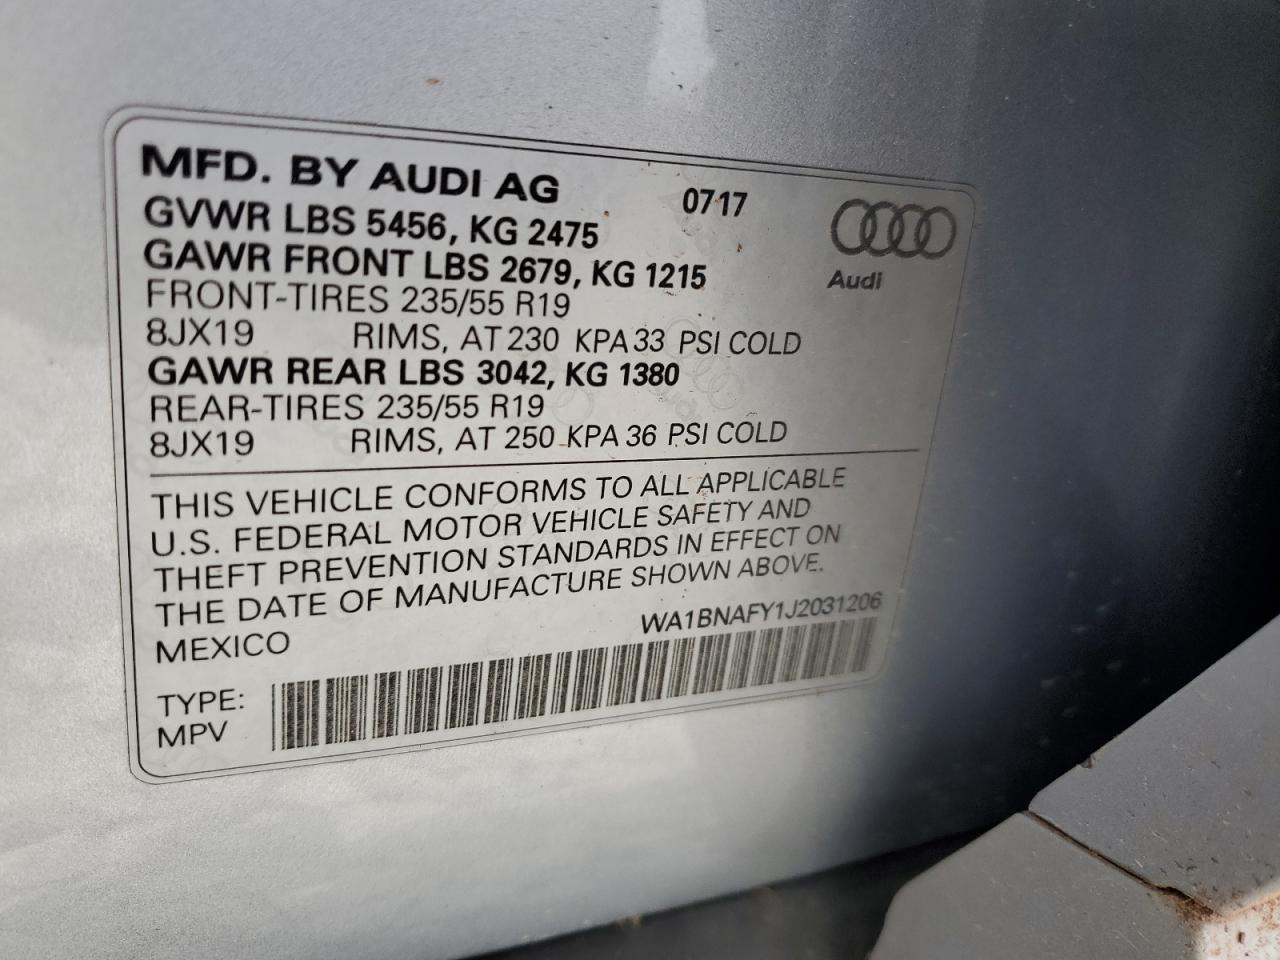 MFD. BY AUDI AG 0717
GVWR LBS 5456, KG 2475
GAWR FRONT LBS 2679, KG 1215
Audi
FRONT-TIRES 235/55 R19
8JX19 RIMS, AT 230 KPA 33 PSI COLD
GAWR REAR LBS 3042, KG 1380
REAR-TIRES 235/55 R19
8JX19 RIMS, AT 250 KPA 36 PSI COLD
THIS VEHICLE CONFORMS TO ALL APPLICABLE
U.S. FEDERAL MOTOR VEHICLE SAFETY AND
THEFT PREVENTION STANDARDS IN EFFECT ON
THE DATE OF MANUFACTURE SHOWN ABOVE.
MEXICO WA1BNAFY1J2031206
TYPE:
MPV